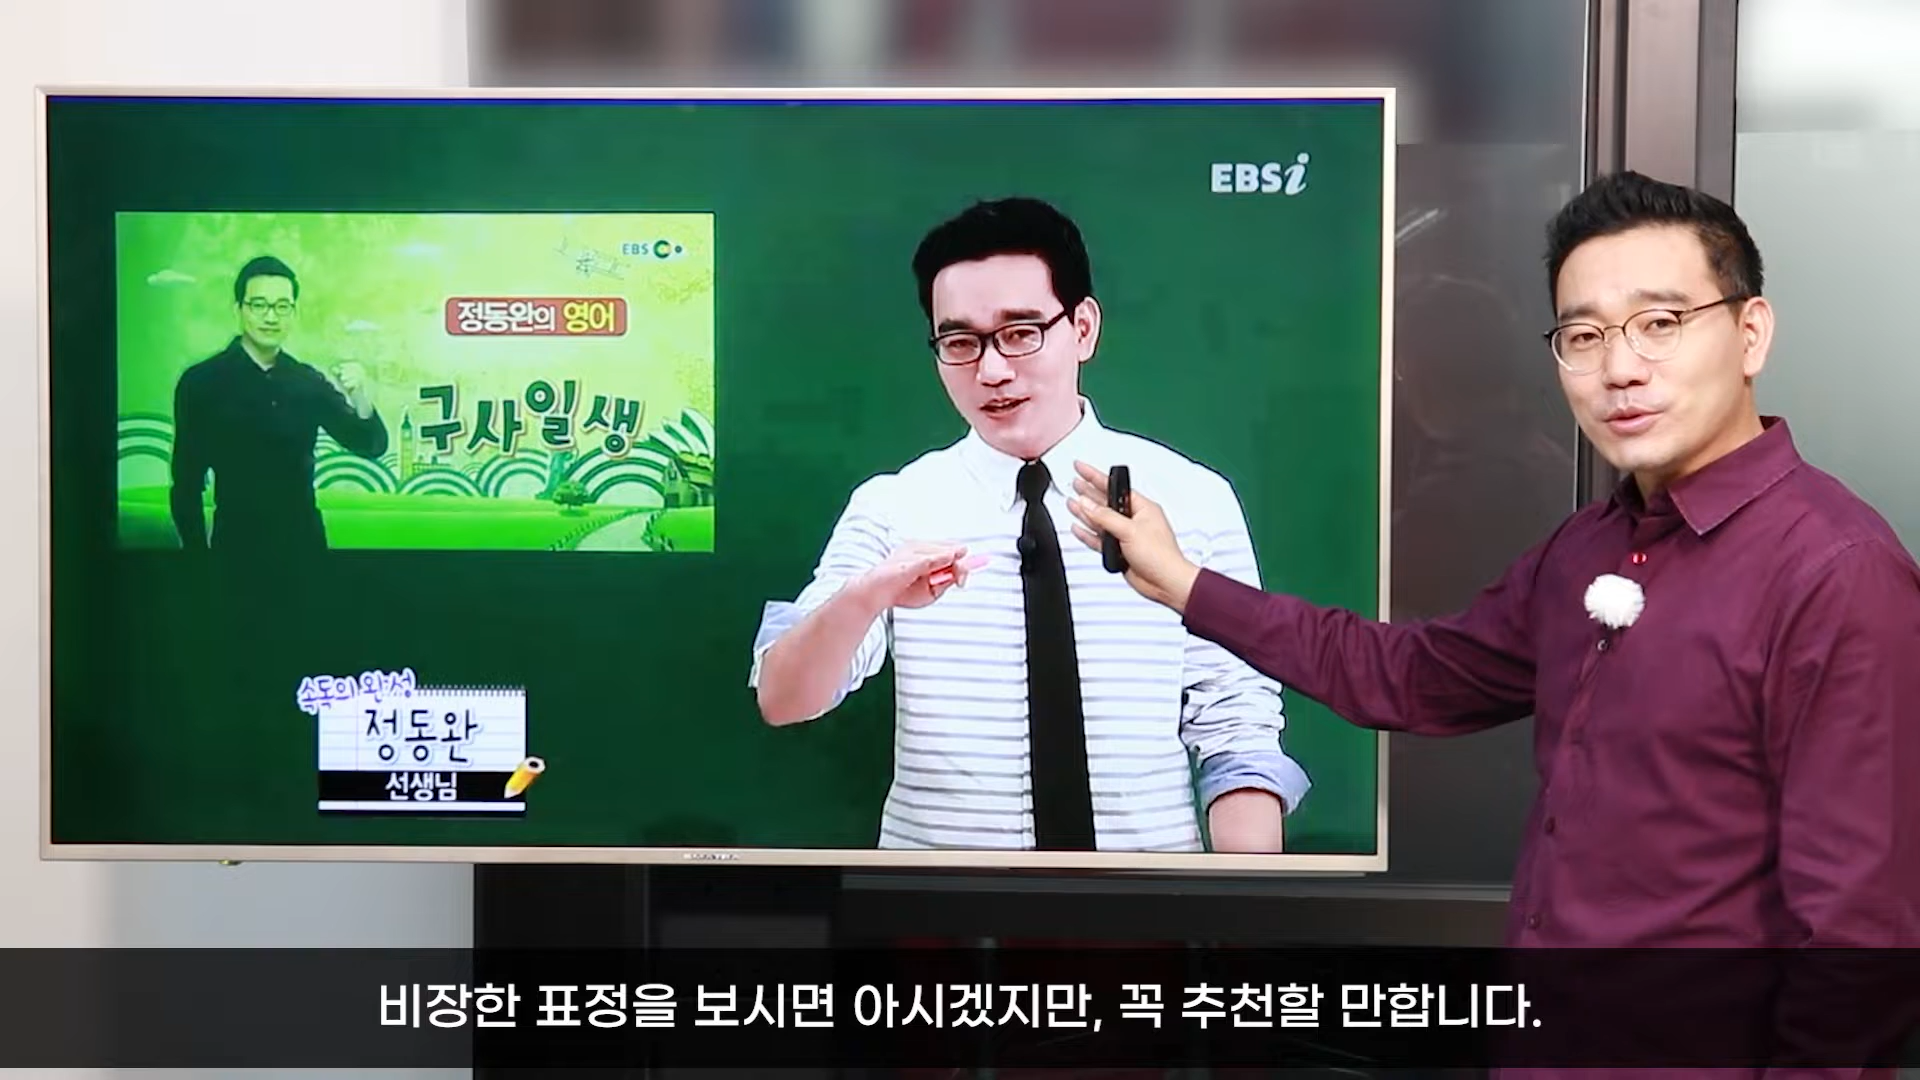 EBSi
EBS
정동완의 영어
구사일생
속독의 완성
정동완
선생님
비장한 표정을 보시면 아시겠지만, 꼭 추천할 만합니다.